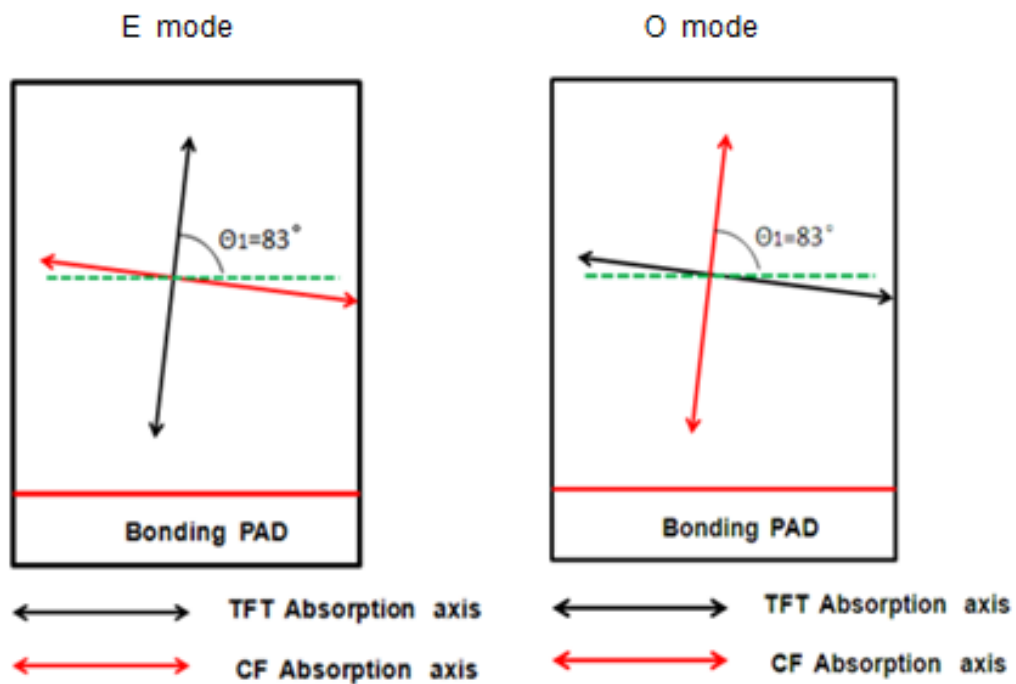 E mode
O mode
Θ1=83°
Θ1=83°
Bonding PAD
Bonding PAD
TFT Absorption axis
TFT Absorption axis
CF Absorption axis
CF Absorption axis